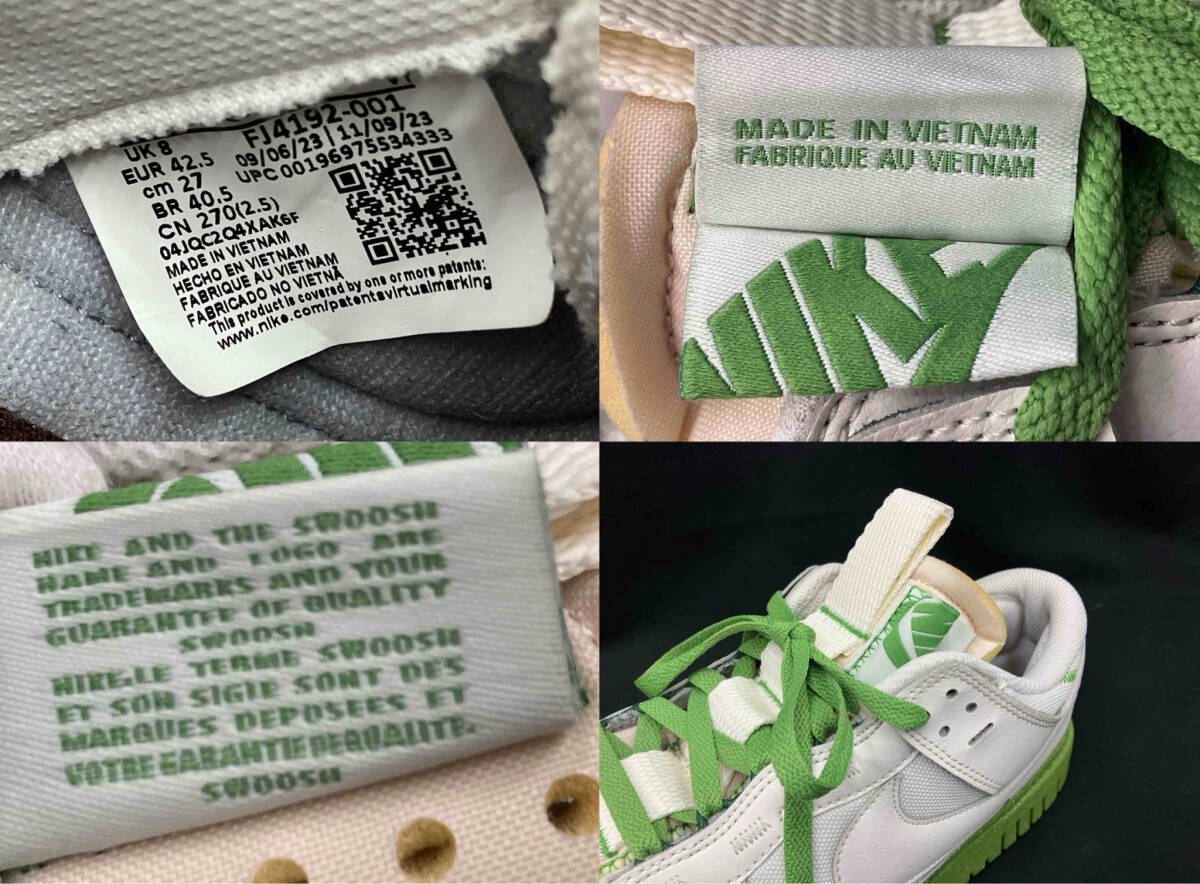 FJ4192-001
UK 8
09/06/23 | 11/09/23
EUR 42.5
UPC 00196975534333
cm 27
BR 40.5
CN 270(2.5)
04JQC2Q4XAK6F
MADE IN VIETNAM
HECHO EN VIETNAM
FABRIQUE AU VIETNAM
FABRICADO NO VIETNÃ
This product is covered by one or more patents:
www.nike.com/patentsvirtualmarking
MADE IN VIETNAM
FABRIQUE AU VIETNAM
NIKE
NIKE AND THE SWOOSH
NAME AND LOGO ARE
TRADEMARKS AND YOUR
GUARANTEE OF QUALITY
SWOOSH
NIKE.LE TERME SWOOSH
ET SON SIGLE SONT DES
MARQUES DEPOSEES ET
VOTRE GARANTIE DE QUALITE.
SWOOSH